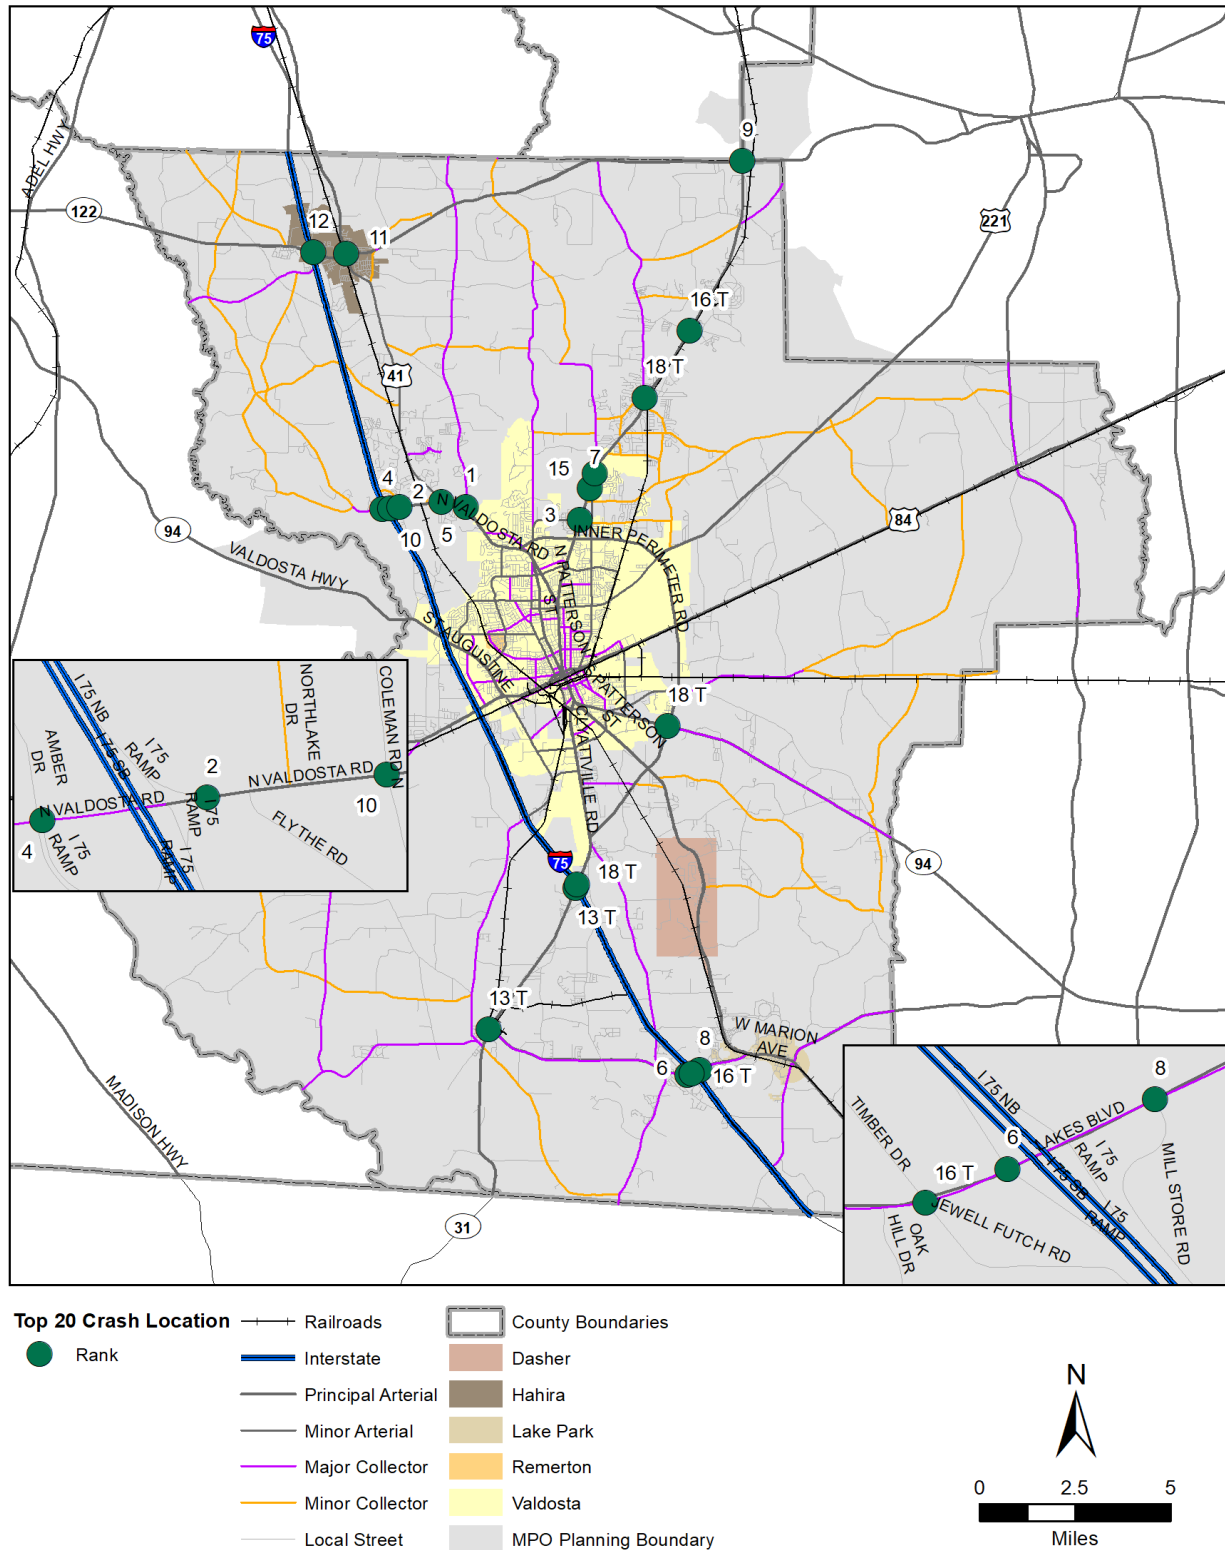 75
9
ADEL HWY
122
12
11
221
16 T
41
18 T
7
15
4
2
1
3
5
10
N VALDOSTA RD
INNER PERIMETER RD
84
94
VALDOSTA HWY
N PATTERSON
ST
ST AUGUSTINE
S PATTERSON
ST
18 T
CLYATTVILLE RD
I 75 NB
I 75 SB
I 75
RAMP
AMBER
DR
N VALDOSTA RD
4
I 75
RAMP
2
I 75
RAMP
I 75
RAMP
NORTHLAKE
DR
N VALDOSTA RD
COLEMAN RD N
10
FLYTHE RD
75
18 T
13 T
94
13 T
W MARION
AVE
8
6
16 T
MADISON HWY
31
I 75 NB
8
TIMBER DR
LAKES BLVD
6
16 T
I 75
RAMP
I 75 SB
I 75
RAMP
MILL STORE RD
JEWELL FUTCH RD
OAK
HILL DR
Top 20 Crash Location
Rank
Railroads
Interstate
Principal Arterial
Minor Arterial
Major Collector
Minor Collector
Local Street
County Boundaries
Dasher
Hahira
Lake Park
Remerton
Valdosta
MPO Planning Boundary
N
0 2.5 5
Miles